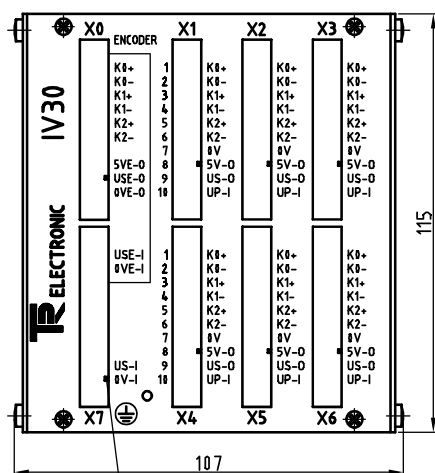 X0 ENCODER X1 X2 X3
K0+ 1 K0+ K0+ K0+
K0- 2 K0- K0- K0-
K1+ 3 K1+ K1+ K1+
K1- 4 K1- K1- K1-
K2+ 5 K2+ K2+ K2+
K2- 6 K2- K2- K2-
7 0V 0V 0V
5VE-O 8 5V-O 5V-O 5V-O
USE-O 9 US-O US-O US-O
0VE-O 10 UP-I UP-I UP-I
IV30
TR ELECTRONIC
USE-I 1 K0+ K0+ K0+
0VE-I 2 K0- K0- K0-
3 K1+ K1+ K1+
4 K1- K1- K1-
5 K2+ K2+ K2+
6 K2- K2- K2-
7 0V 0V 0V
8 5V-O 5V-O 5V-O
US-I 9 US-O US-O US-O
0V-I 10 UP-I UP-I UP-I
X7 X4 X5 X6
115
107